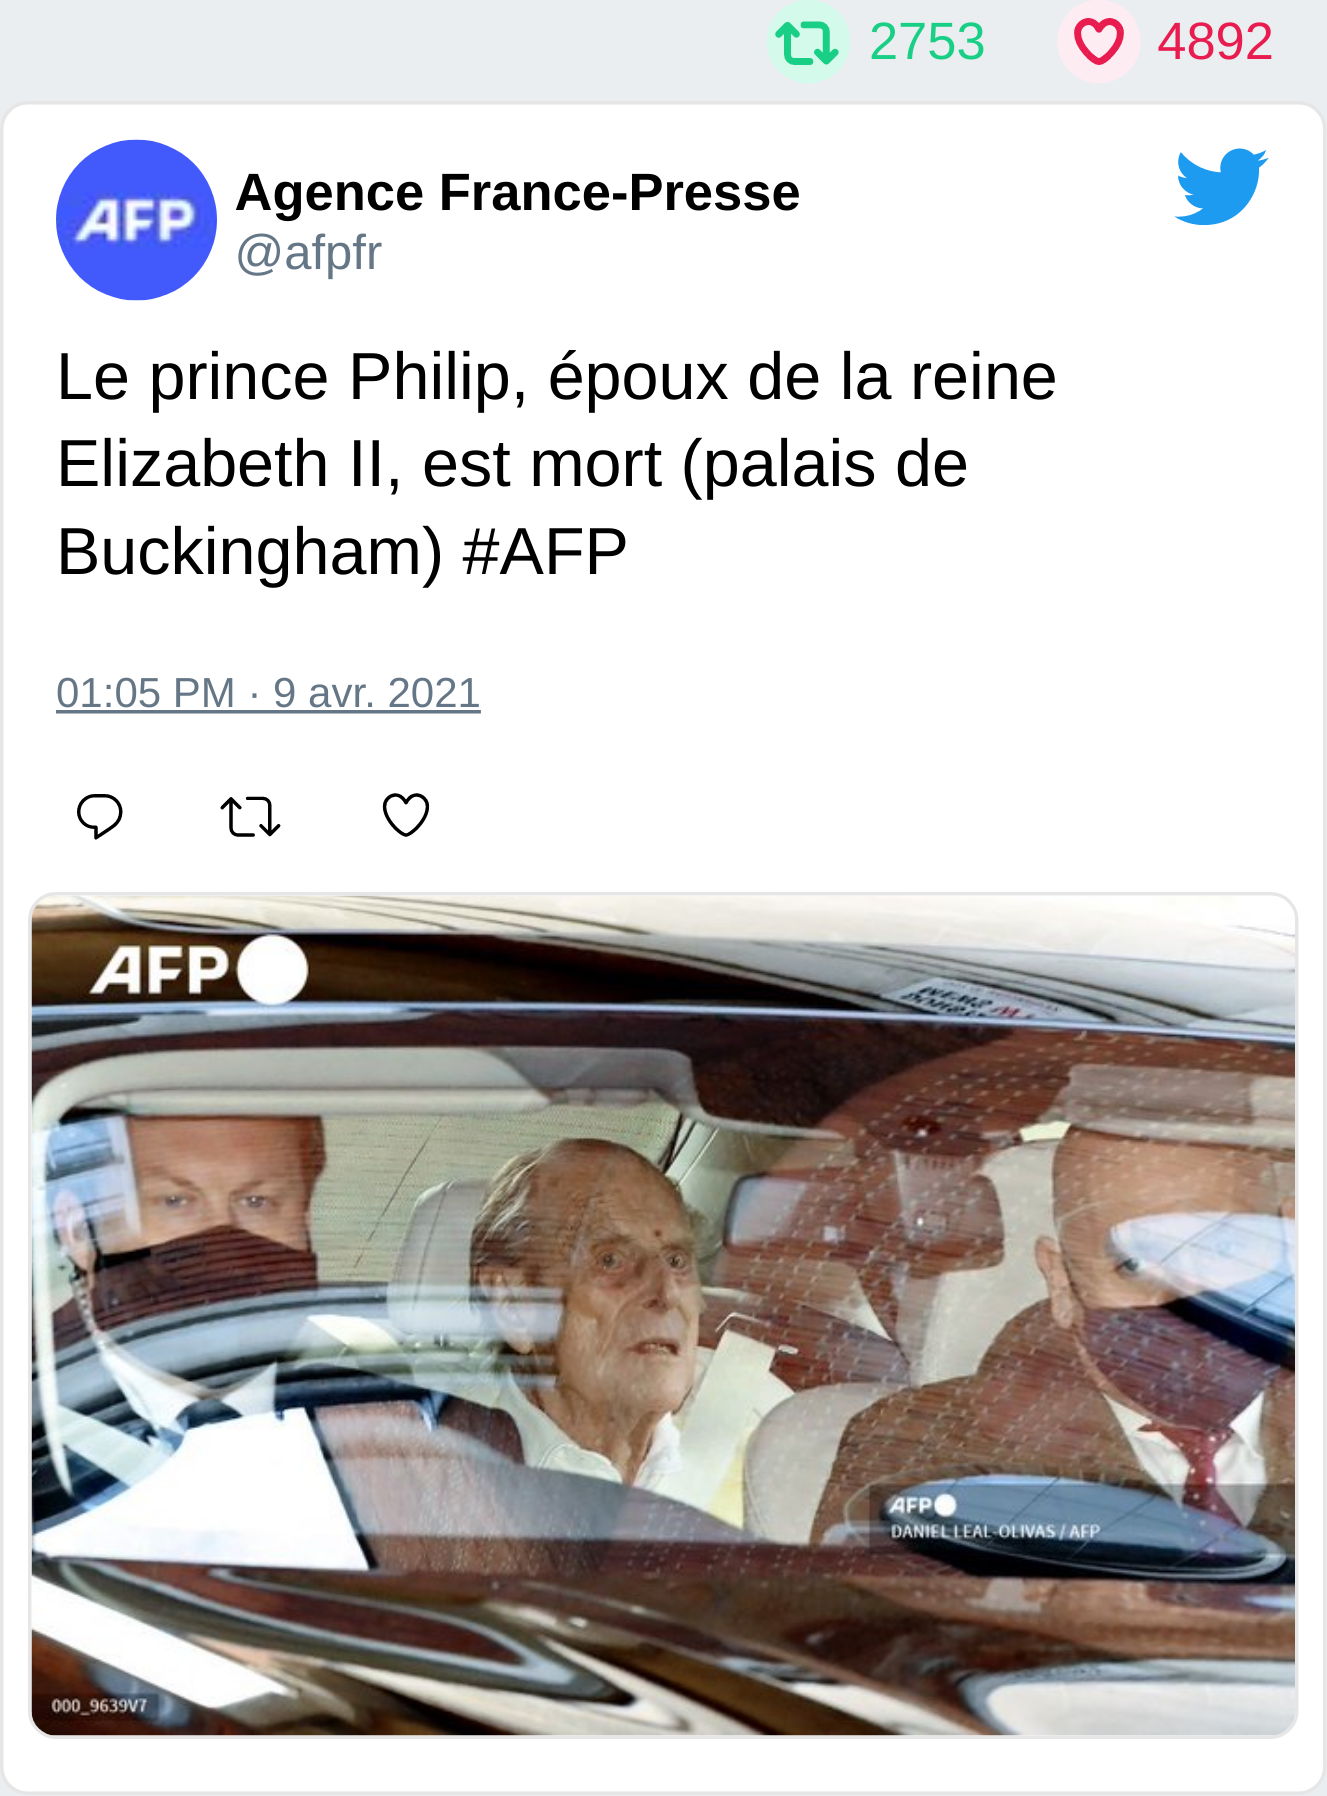 2753 4892
AFP
Agence France-Presse
@afpfr
Le prince Philip, époux de la reine
Elizabeth II, est mort (palais de
Buckingham) #AFP
01:05 PM · 9 avr. 2021
AFP
AFP
DANIEL LEAL-OLIVAS / AFP
000_9639V7